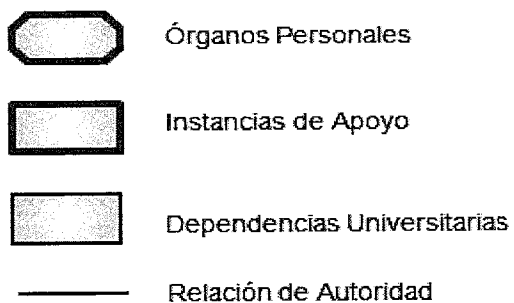 Órganos Personales
Instancias de Apoyo
Dependencias Universitarias
Relación de Autoridad